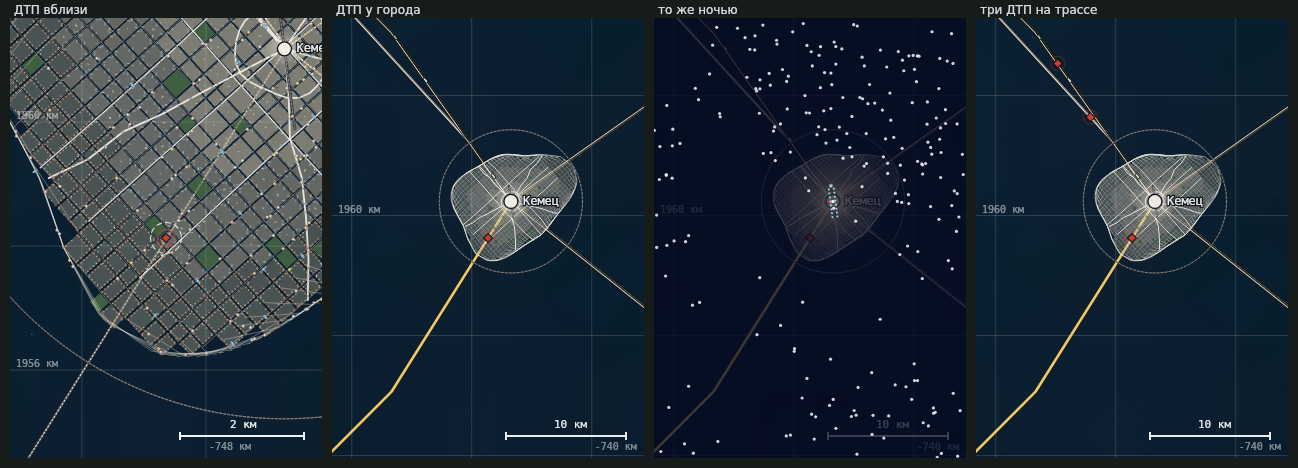 ДТП вблизи
Кеме
1960 км
1956 км
2 км
-748 км
ДТП у города
Кемец
1960 км
10 км
-740 км
то же ночью
Кемец
1960 км
10 км
-740 км
три ДТП на трассе
Кемец
1960 км
10 км
-740 км